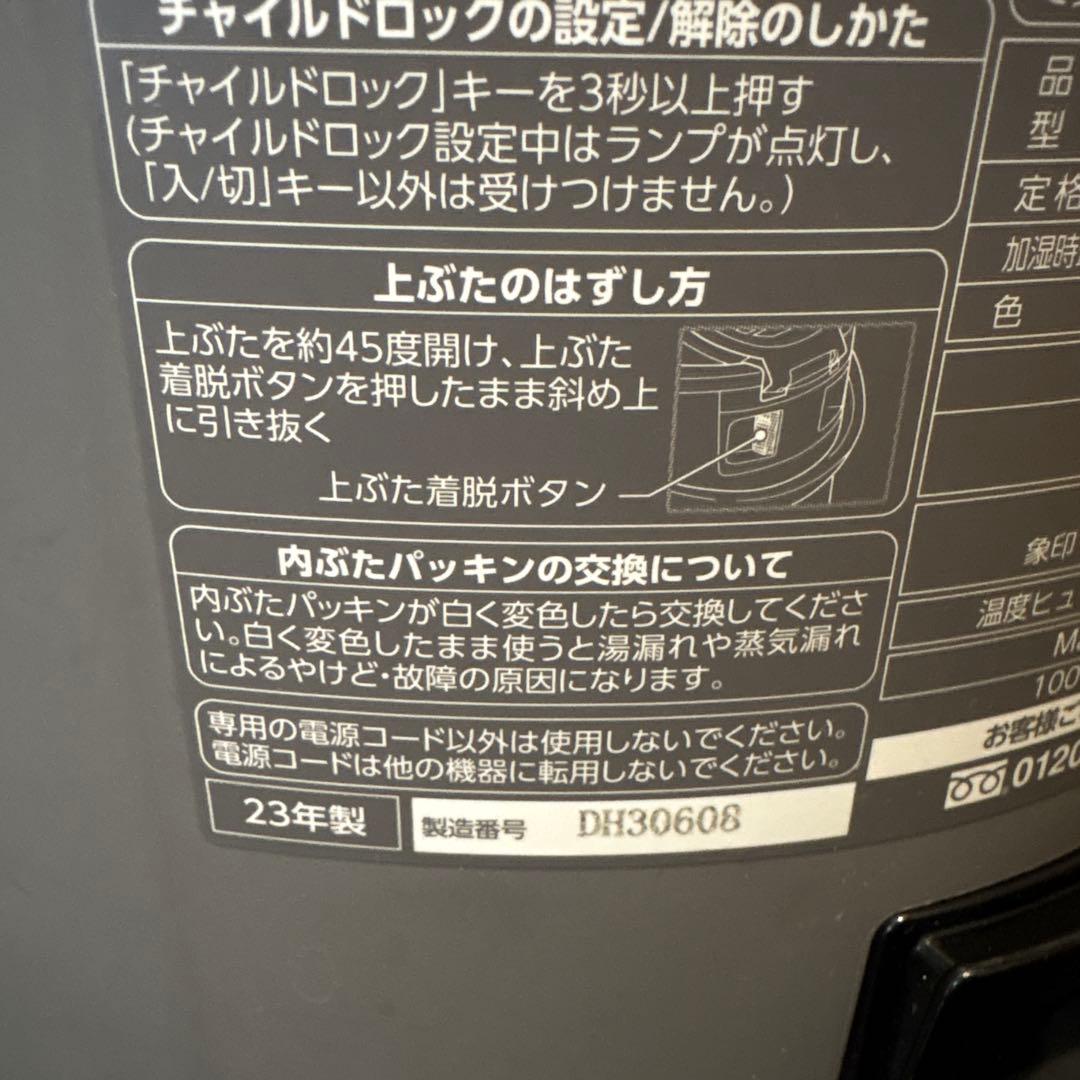 チャイルドロックの設定/解除のしかた
「チャイルドロック」キーを3秒以上押す
(チャイルドロック設定中はランプが点灯し、
「入/切」キー以外は受けつけません。)
上ぶたのはずし方
上ぶたを約45度開け、上ぶた
着脱ボタンを押したまま斜め上
に引き抜く
上ぶた着脱ボタン
内ぶたパッキンの交換について
内ぶたパッキンが白く変色したら交換してくださ
い。白く変色したまま使うと湯漏れや蒸気漏れ
によるやけど・故障の原因になります。
専用の電源コード以外は使用しないでください。
電源コードは他の機器に転用しないでください。
23年製
製造番号 DH30608
品
型
定格
加湿時
色
象印
温度ヒュ
M
100
お客様ご
0120